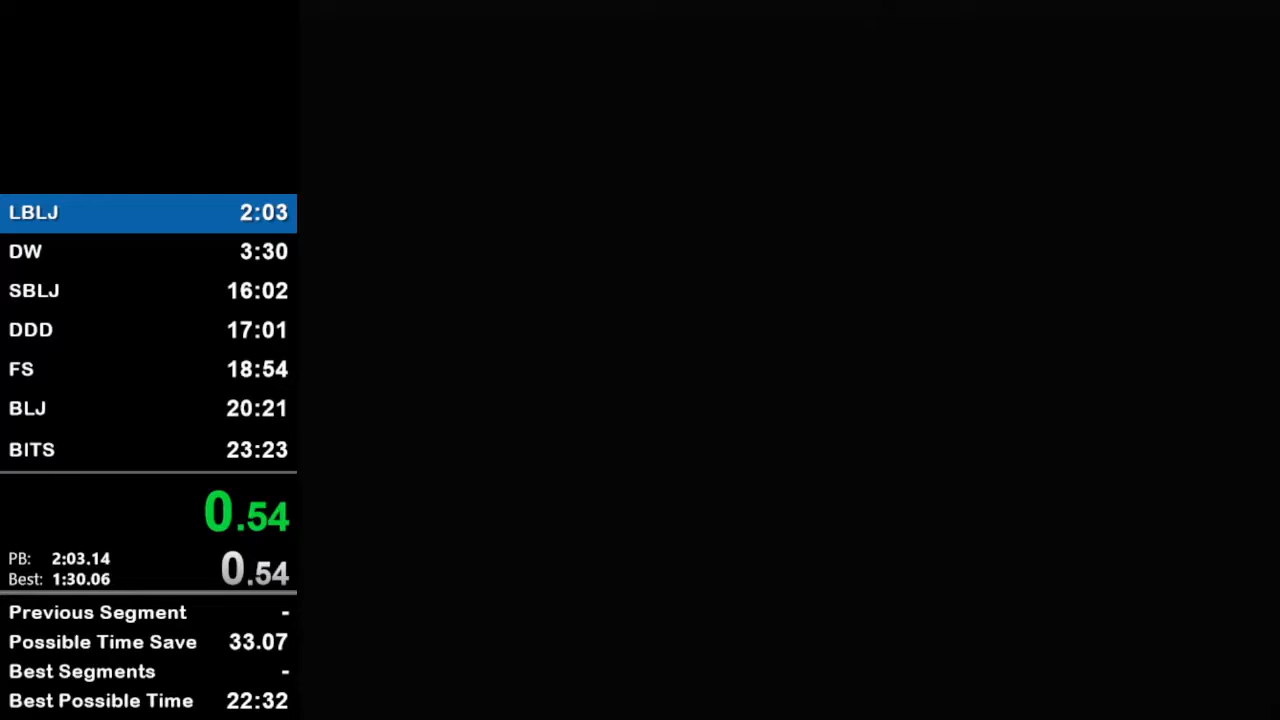 LBLJ 2:03
DW 3:30
SBLJ 16:02
DDD 17:01
FS 18:54
BLJ 20:21
BITS 23:23
0.54
PB: 2:03.14
Best: 1:30.06
0.54
Previous Segment -
Possible Time Save 33.07
Best Segments -
Best Possible Time 22:32